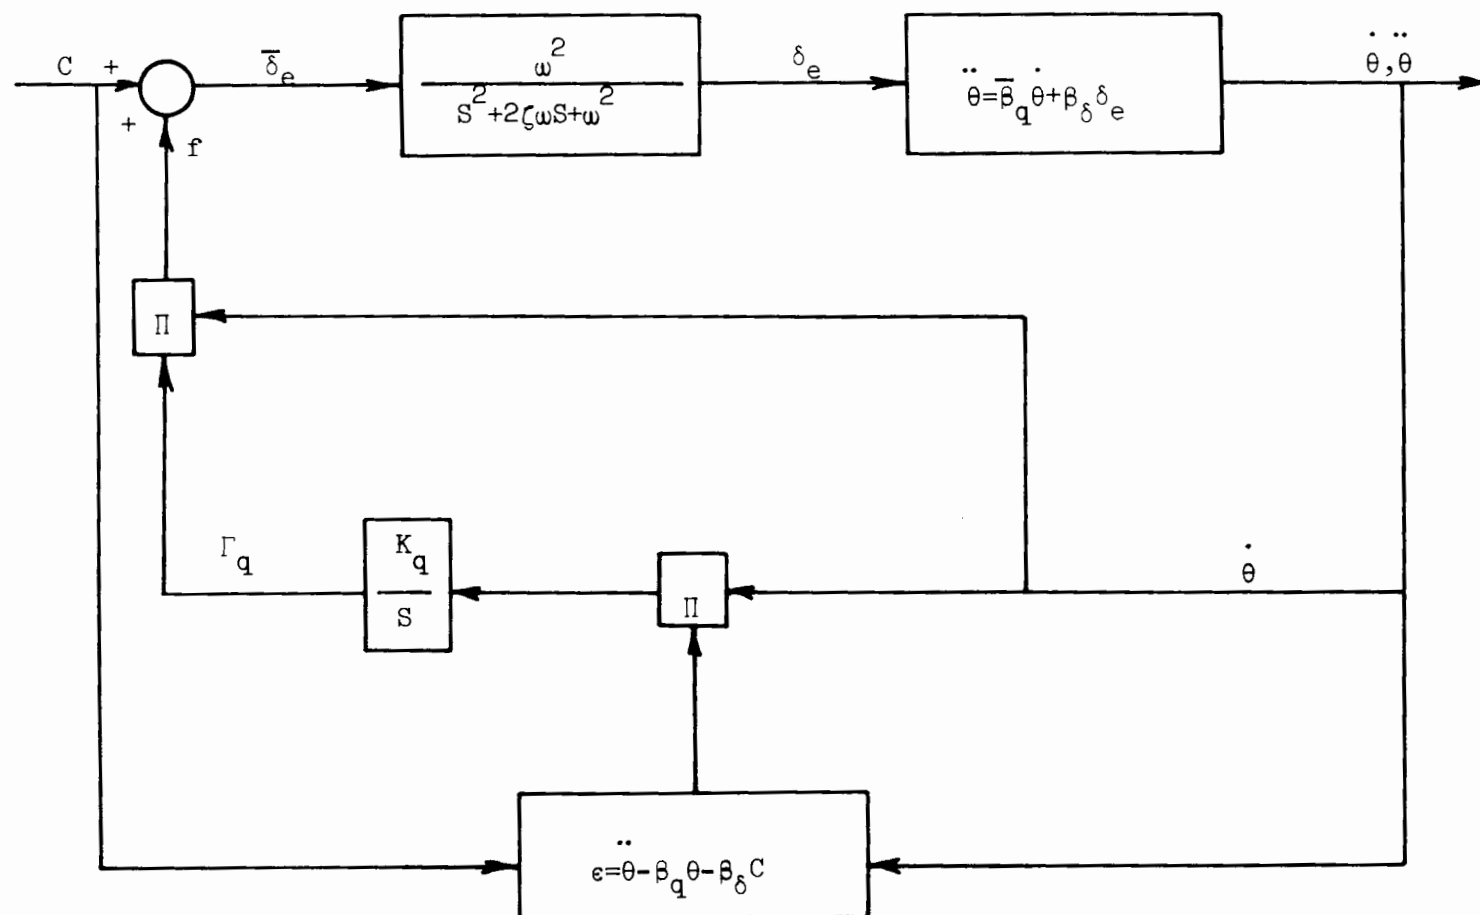 C
+
+
f
δ̄e
ω²
S²+2ζωS+ω²
δe
θ̈=β̄qθ̇+βδδe
θ̇,θ̈
Π
Γq
Kq
S
Π
θ̇
ε=θ̈-βqθ-βδC